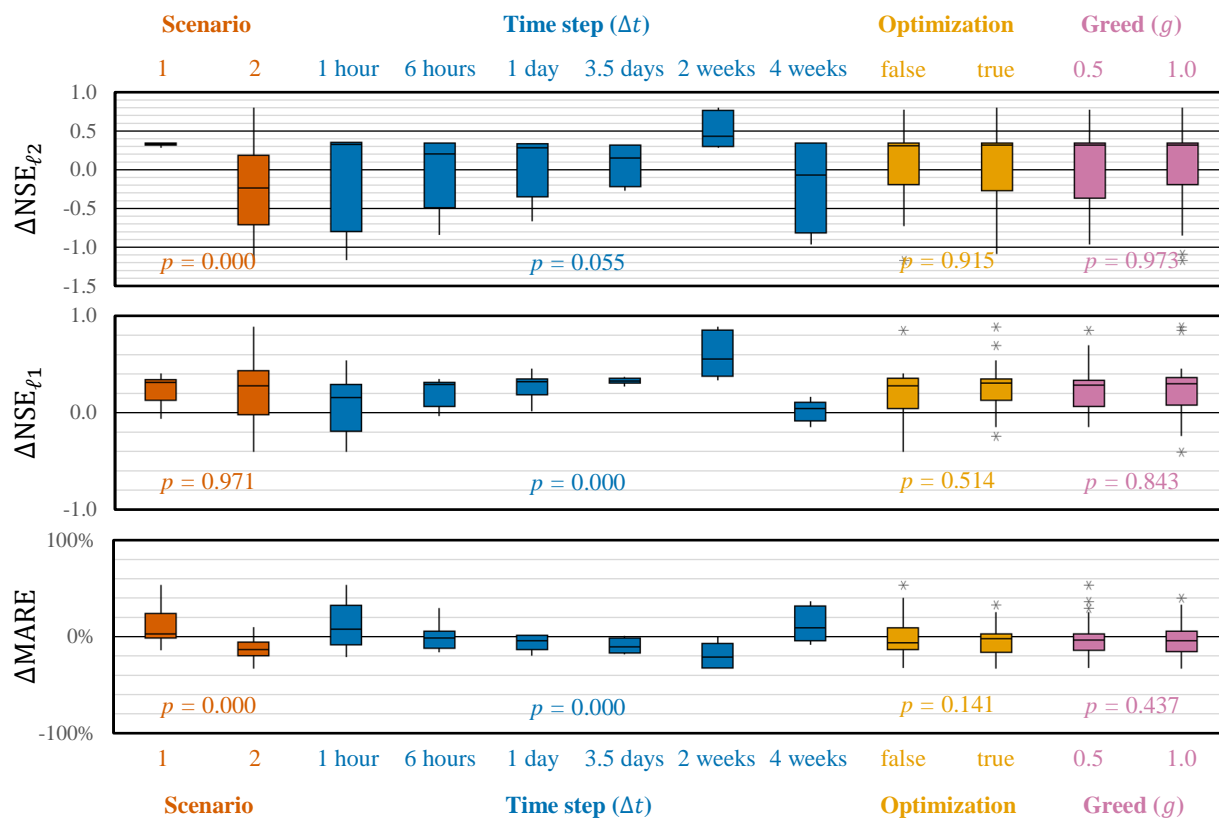 Scenario Time step (Δt) Optimization Greed (g)
1 2 1 hour 6 hours 1 day 3.5 days 2 weeks 4 weeks false true 0.5 1.0
ΔNSEℓ2
1.0
0.5
0.0
-0.5
-1.0
-1.5
p = 0.000 p = 0.055 p = 0.915 p = 0.973
ΔNSEℓ1
1.0
0.0
-1.0
p = 0.971 p = 0.000 p = 0.514 p = 0.843
ΔMARE
100%
0%
-100%
p = 0.000 p = 0.000 p = 0.141 p = 0.437
1 2 1 hour 6 hours 1 day 3.5 days 2 weeks 4 weeks false true 0.5 1.0
Scenario Time step (Δt) Optimization Greed (g)